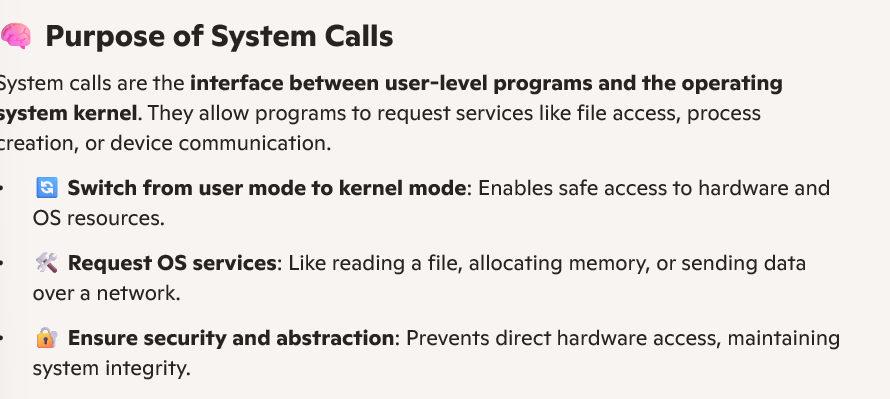 🧠 Purpose of System Calls
System calls are the interface between user-level programs and the operating
system kernel. They allow programs to request services like file access, process
creation, or device communication.
• 🔄 Switch from user mode to kernel mode: Enables safe access to hardware and
OS resources.
• 🛠️ Request OS services: Like reading a file, allocating memory, or sending data
over a network.
• 🔐 Ensure security and abstraction: Prevents direct hardware access, maintaining
system integrity.